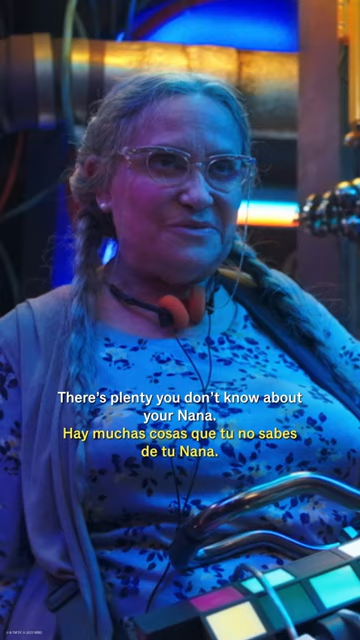 There's plenty you don't know about
your Nana.
Hay muchas cosas que tu no sabes
de tu Nana.